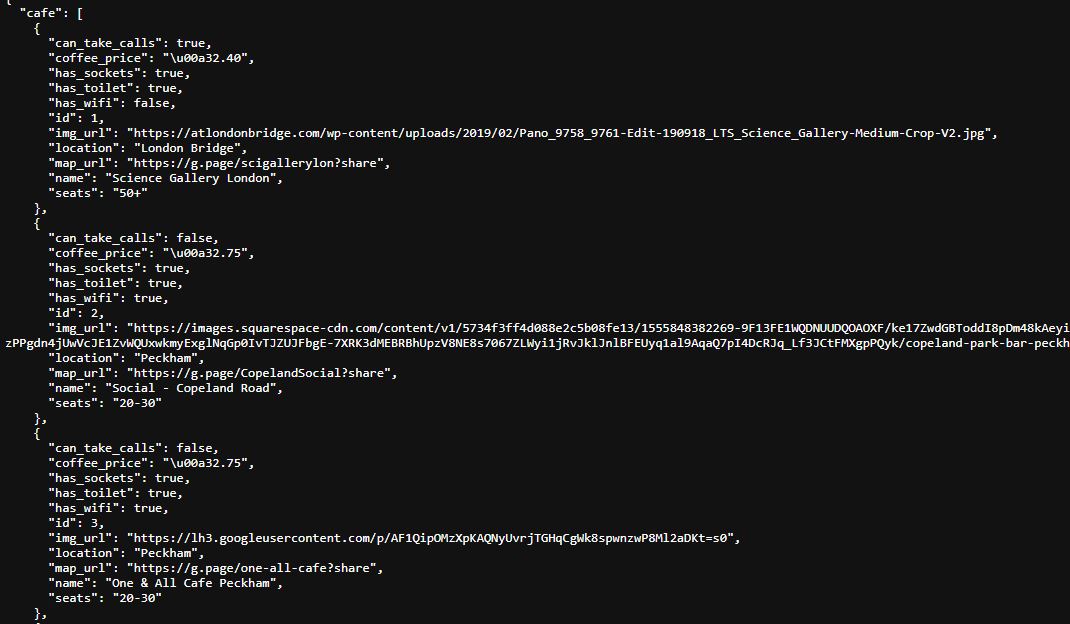 {
"cafe": [
{
"can_take_calls": true,
"coffee_price": "\u00a32.40",
"has_sockets": true,
"has_toilet": true,
"has_wifi": false,
"id": 1,
"img_url": "https://atlondonbridge.com/wp-content/uploads/2019/02/Pano_9758_9761-Edit-190918_LTS_Science_Gallery-Medium-Crop-V2.jpg",
"location": "London Bridge",
"map_url": "https://g.page/scigallerylon?share",
"name": "Science Gallery London",
"seats": "50+"
},
{
"can_take_calls": false,
"coffee_price": "\u00a32.75",
"has_sockets": true,
"has_toilet": true,
"has_wifi": true,
"id": 2,
"img_url": "https://images.squarespace-cdn.com/content/v1/5734f3ff4d088e2c5b08fe13/1555848382269-9F13FE1WQDNUUDQOAOXF/ke17ZwdGBToddI8pDm48kAeyi
zPPgdn4jUwVcJE1ZvWQUxwkmyExglNqGp0IvTJZUJFbgE-7XRK3dMEBRBhUpzV8NE8s7067ZLWyi1jRvJklJnlBFEUyq1al9AqaQ7pI4DcRJq_Lf3JCtFMXgpPQyk/copeland-park-bar-peckh
"location": "Peckham",
"map_url": "https://g.page/CopelandSocial?share",
"name": "Social - Copeland Road",
"seats": "20-30"
},
{
"can_take_calls": false,
"coffee_price": "\u00a32.75",
"has_sockets": true,
"has_toilet": true,
"has_wifi": true,
"id": 3,
"img_url": "https://lh3.googleusercontent.com/p/AF1QipOMzXpKAQNyUvrjTGHqCgWk8spwnzwP8Ml2aDKt=s0",
"location": "Peckham",
"map_url": "https://g.page/one-all-cafe?share",
"name": "One & All Cafe Peckham",
"seats": "20-30"
},